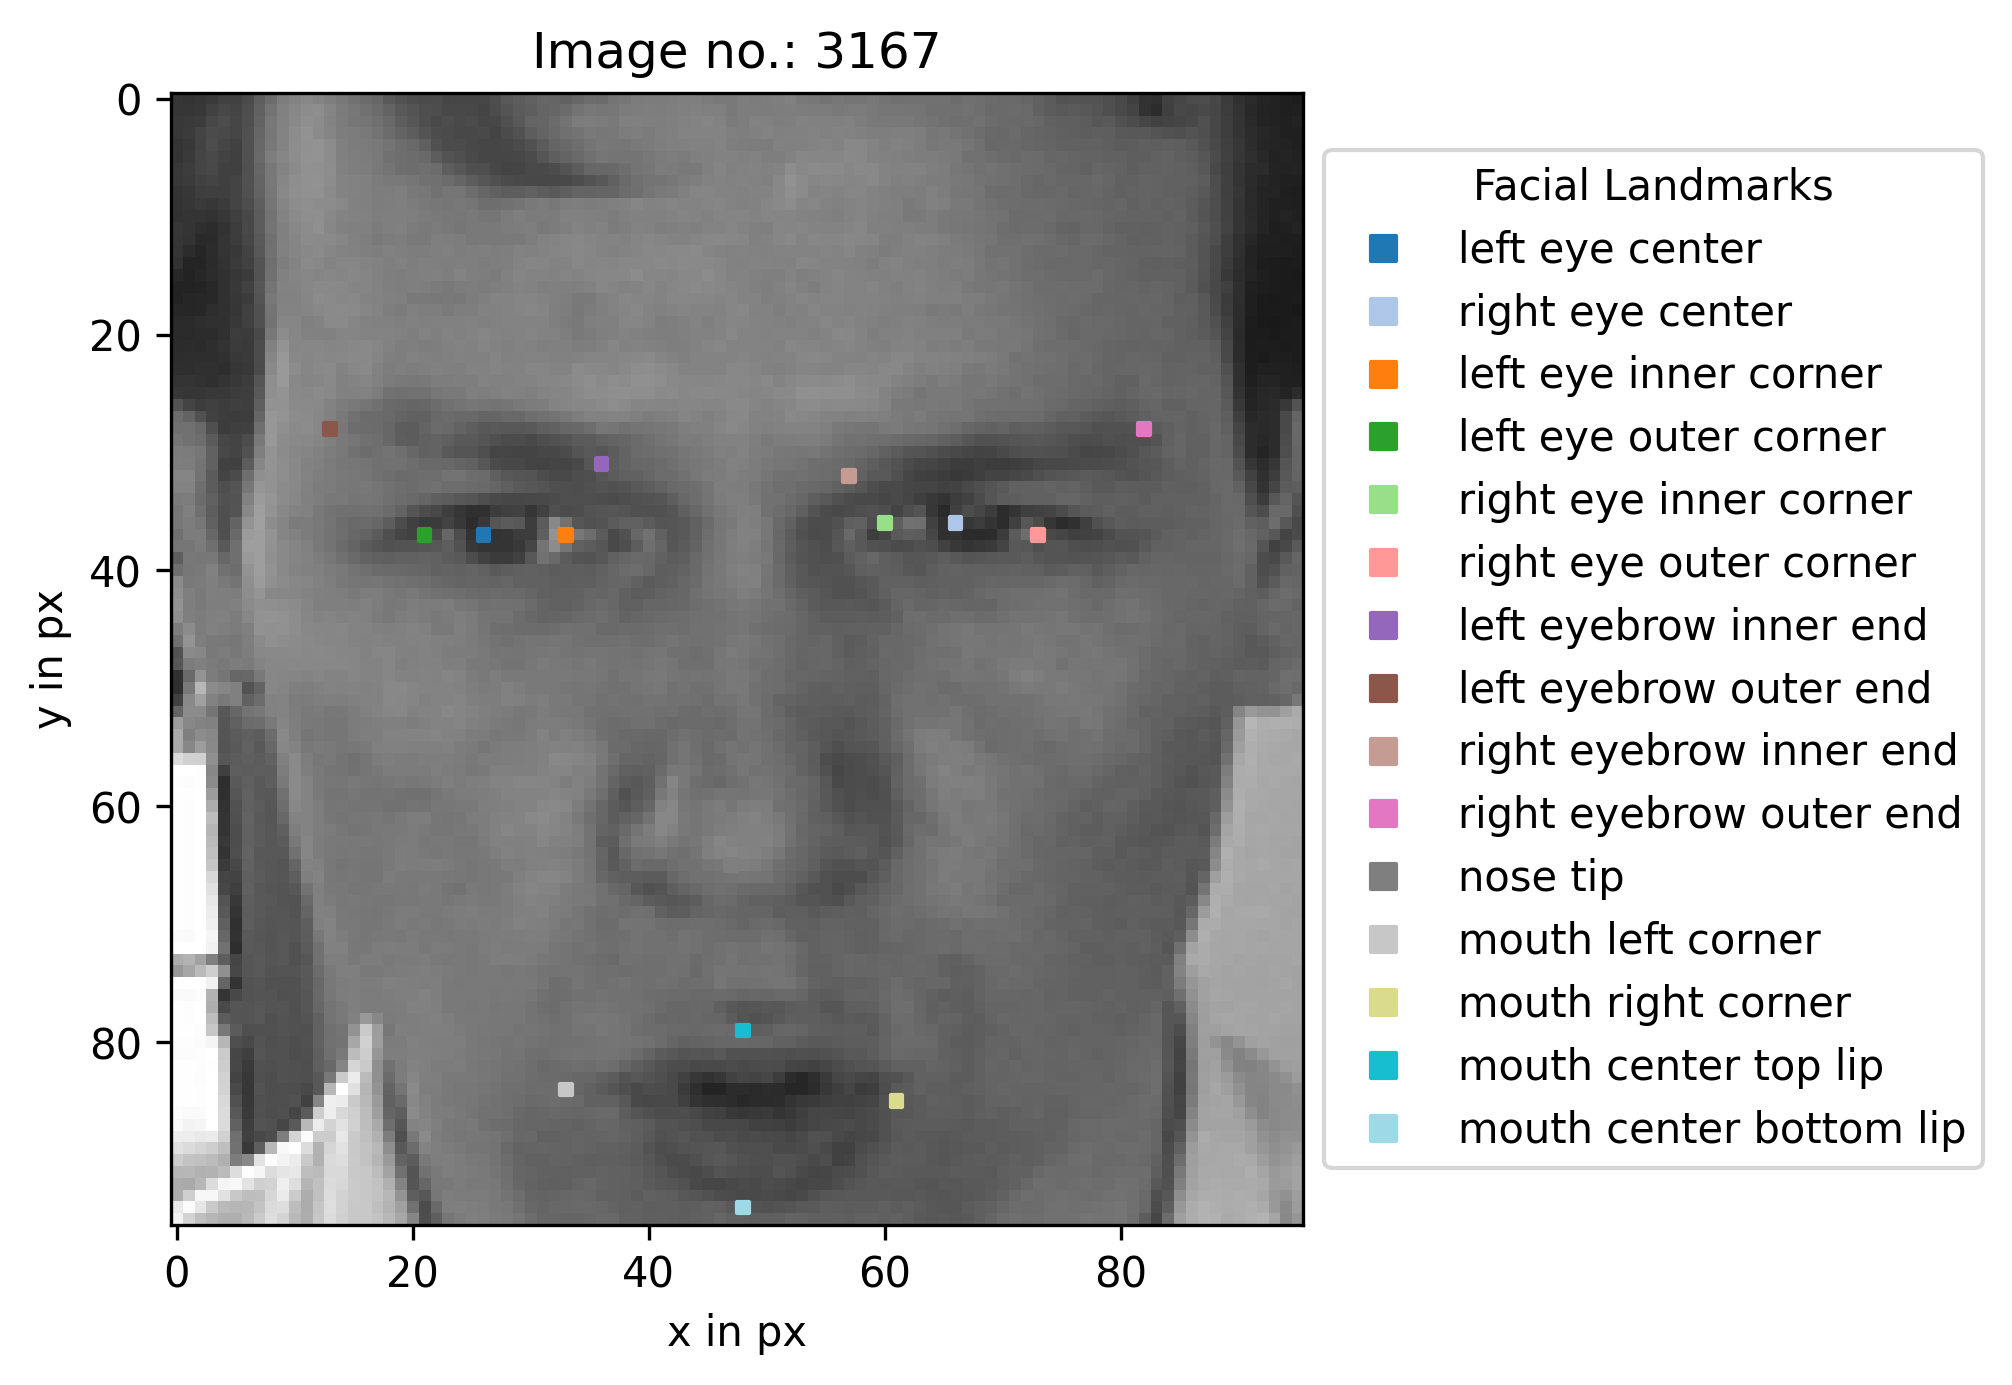 Image no.: 3167
0
20
40
60
80
y in px
0 20 40 60 80
x in px
Facial Landmarks
left eye center
right eye center
left eye inner corner
left eye outer corner
right eye inner corner
right eye outer corner
left eyebrow inner end
left eyebrow outer end
right eyebrow inner end
right eyebrow outer end
nose tip
mouth left corner
mouth right corner
mouth center top lip
mouth center bottom lip